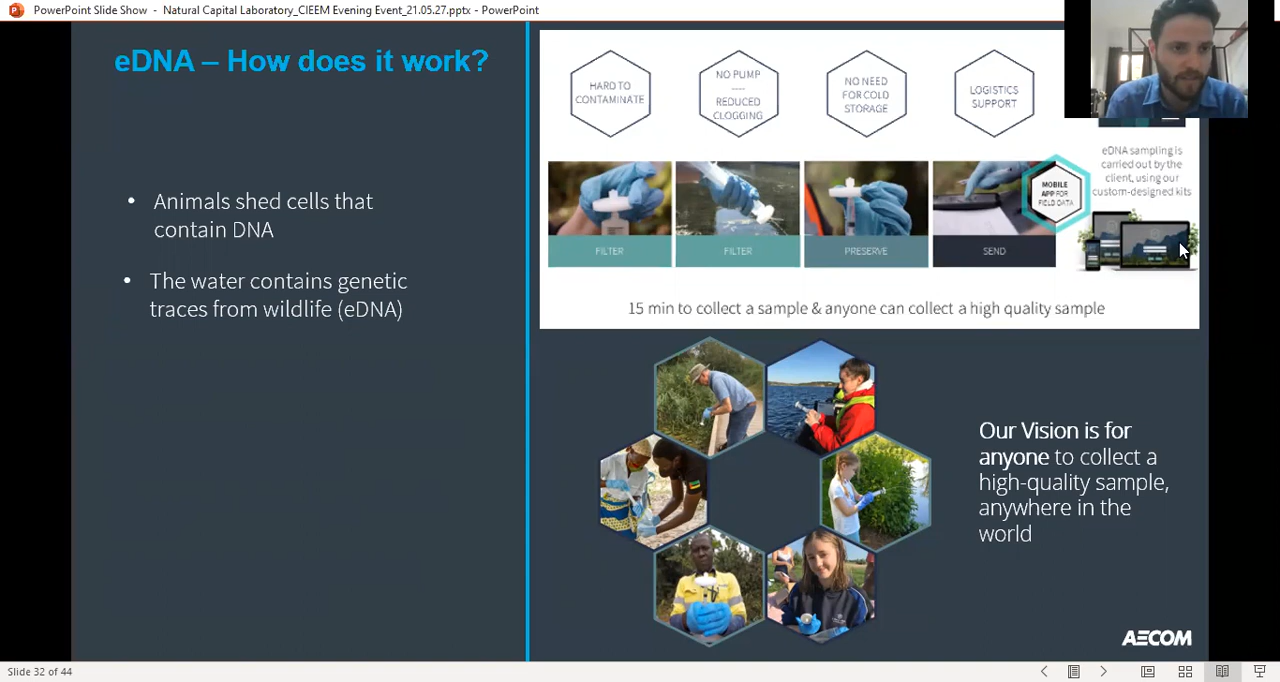 PowerPoint Slide Show - Natural Capital Laboratory_CIEEM Evening Event_21.05.27.pptx - PowerPoint
eDNA – How does it work?
• Animals shed cells that
contain DNA
• The water contains genetic
traces from wildlife (eDNA)
HARD TO
CONTAMINATE
NO PUMP
----
REDUCED
CLOGGING
NO NEED
FOR COLD
STORAGE
LOGISTICS
SUPPORT
eDNA sampling is
carried out by the
client, using our
custom-designed kits
MOBILE
APP FOR
FIELD DATA
FILTER
FILTER
PRESERVE
SEND
15 min to collect a sample & anyone can collect a high quality sample
Our Vision is for
anyone to collect a
high-quality sample,
anywhere in the
world
AECOM
Slide 32 of 44